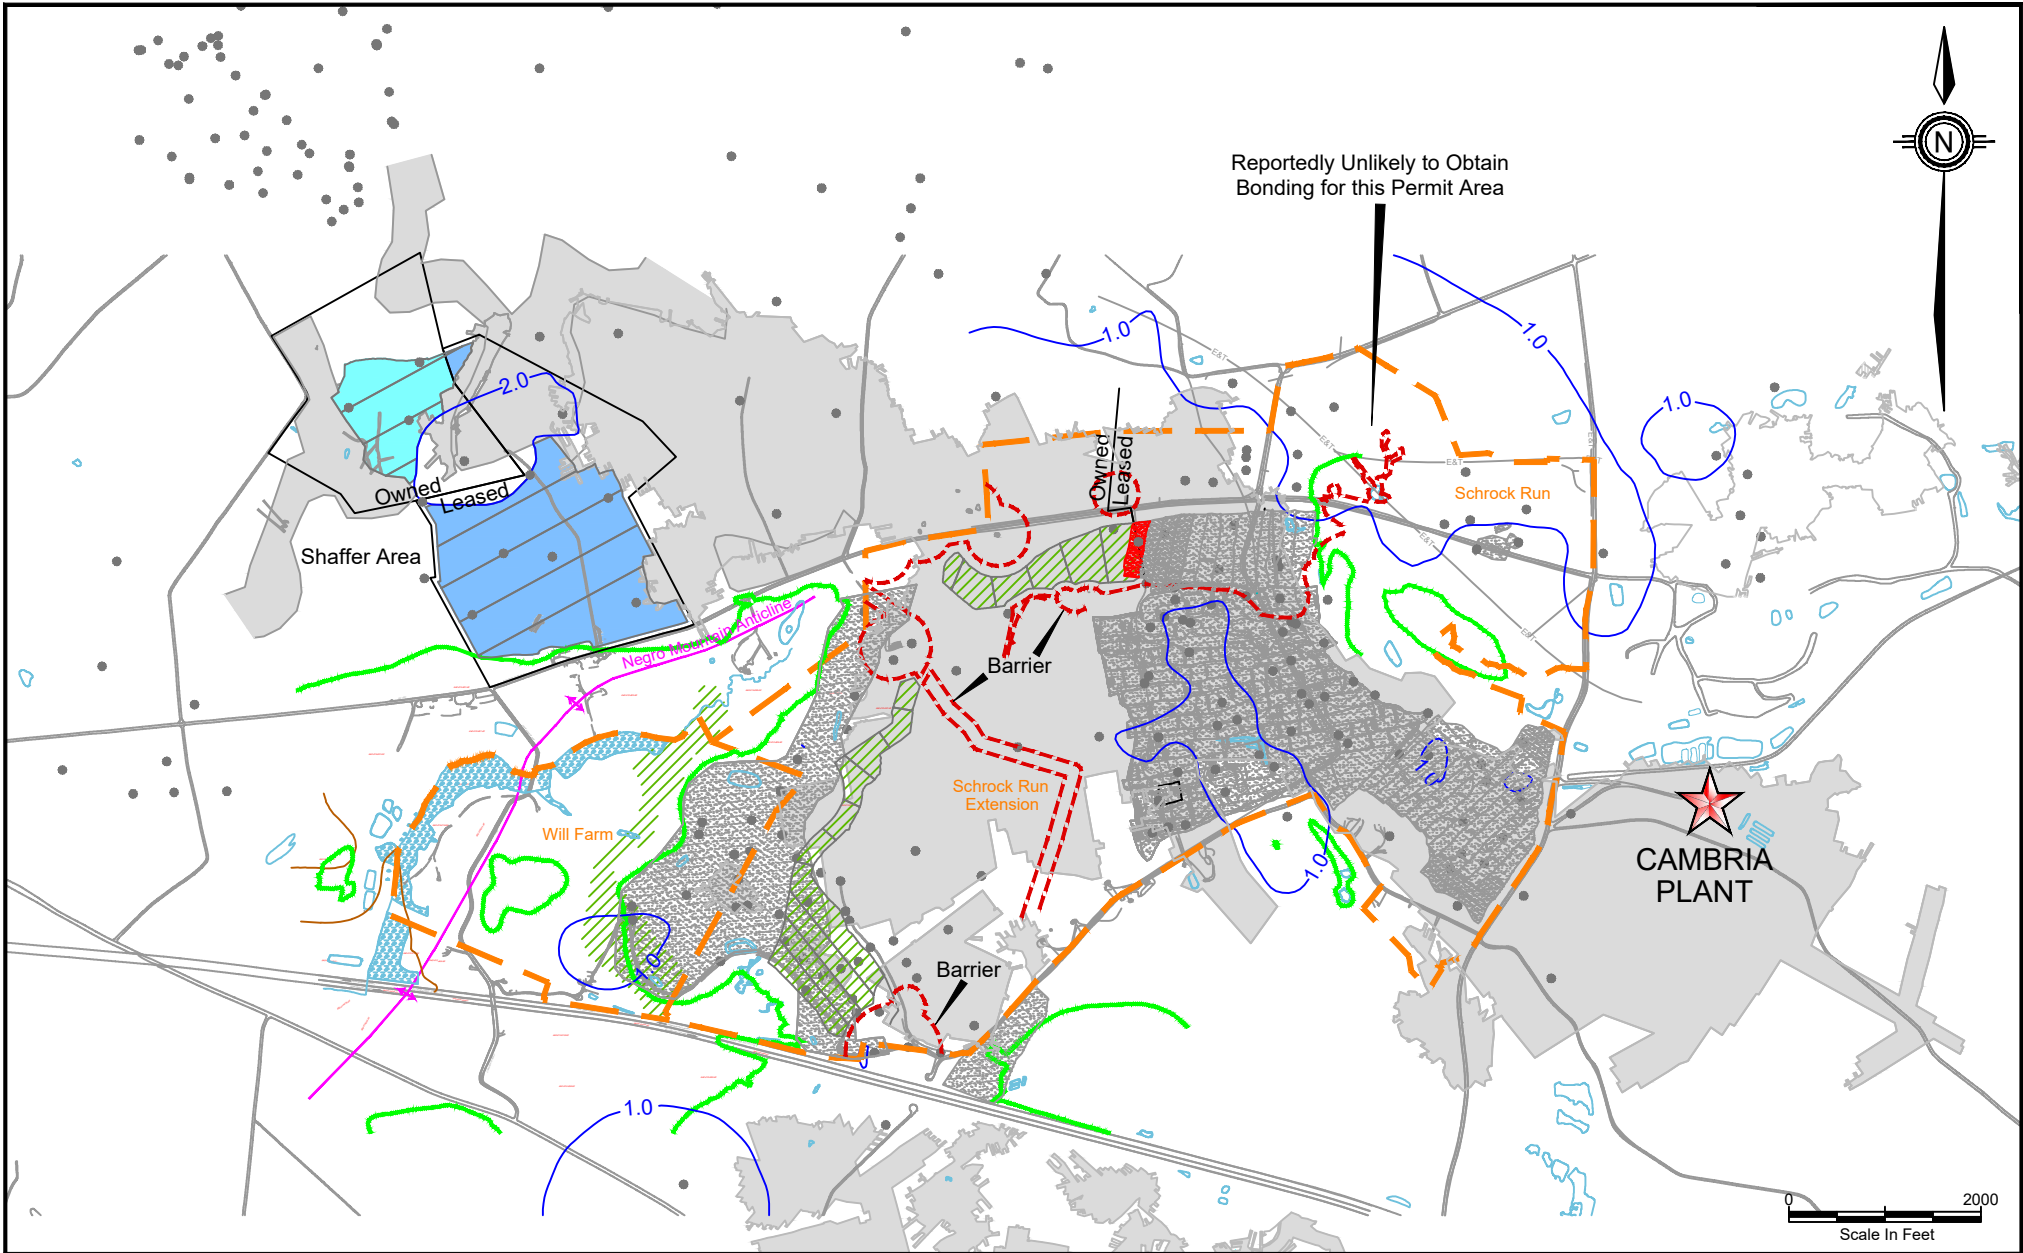 Reportedly Unlikely to Obtain
Bonding for this Permit Area
N
1.0
1.0
1.0
2.0
E&T
E&T
E&T
E&T
E&T
E&T
Owned
Leased
Owned
Leased
Schrock Run
Shaffer Area
Negro Mountain Anticline
Barrier
Schrock Run
Extension
Will Farm
1.0
1.0
1.0
CAMBRIA
PLANT
Barrier
1.0
0 2000
Scale In Feet